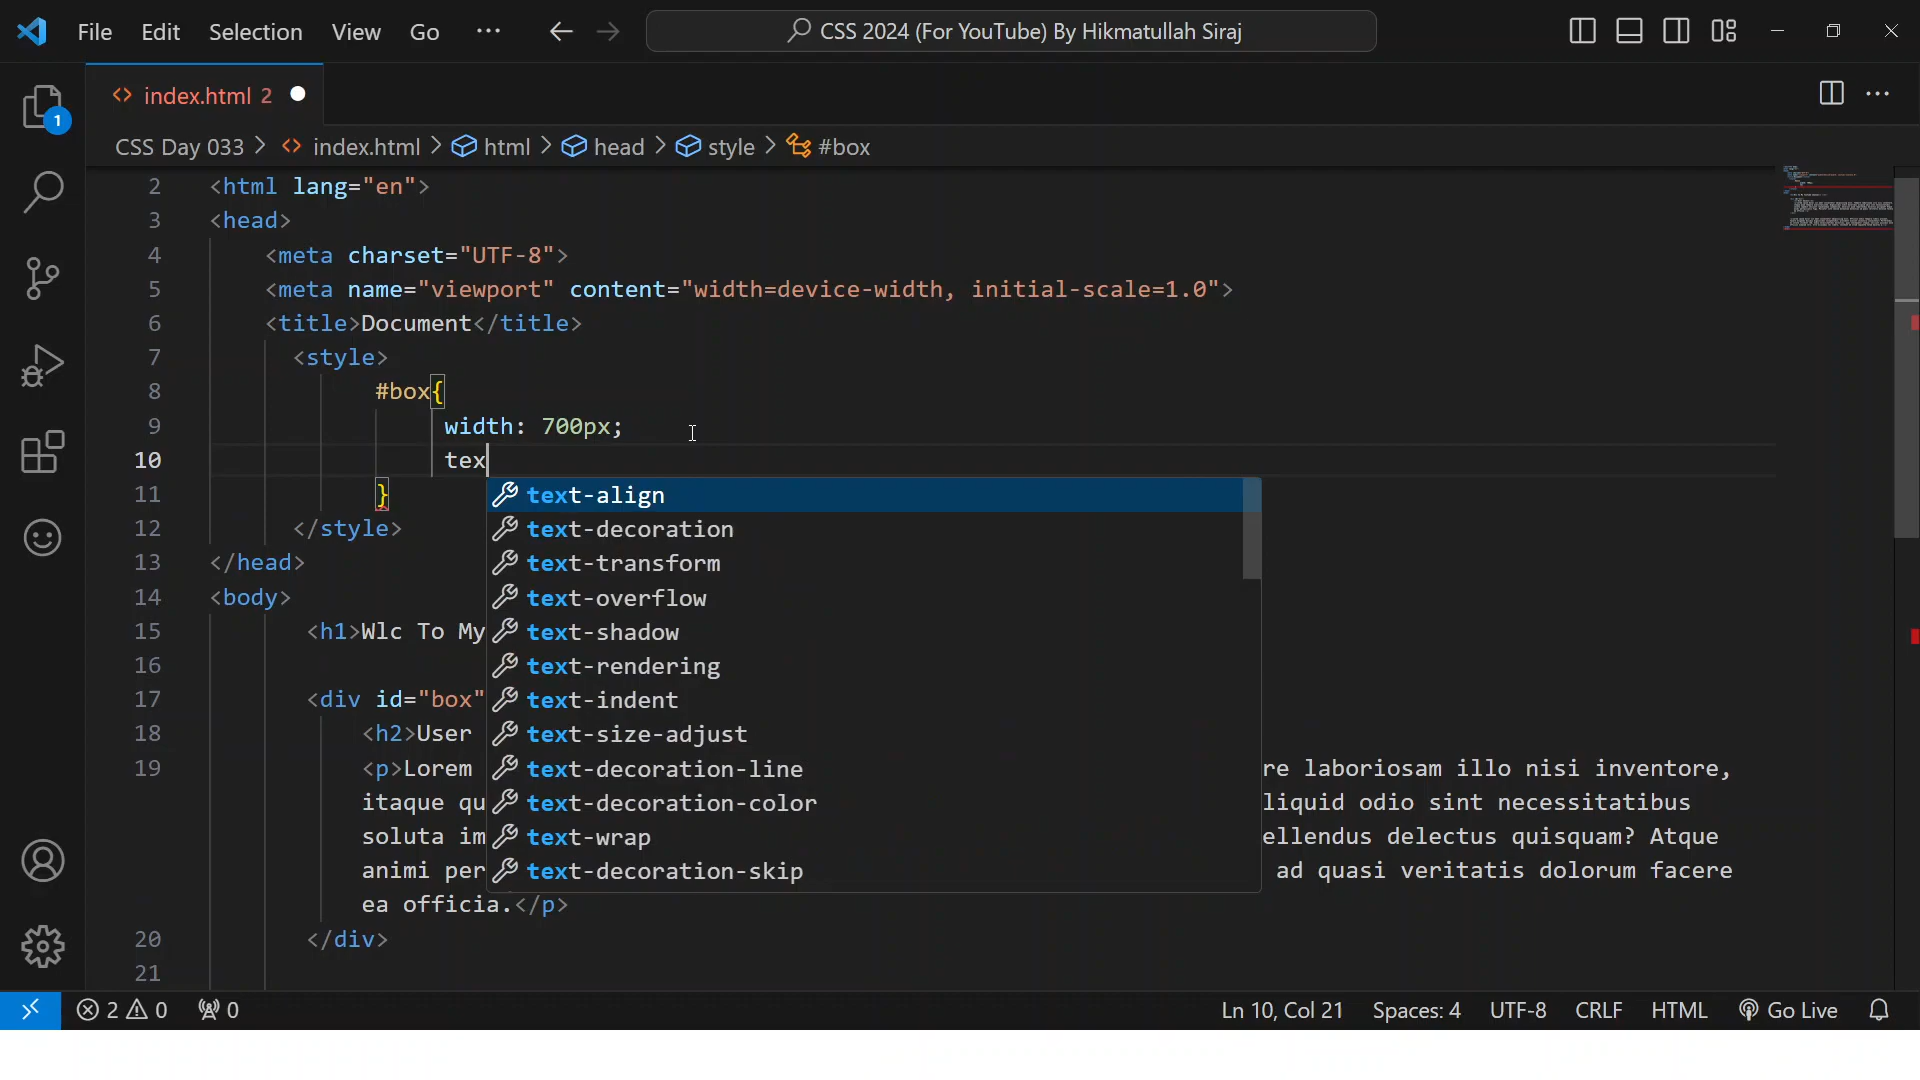 File Edit Selection View Go ··· CSS 2024 (For YouTube) By Hikmatullah Siraj
index.html 2
1
CSS Day 033 > index.html > html > head > style > #box
2 <html lang="en">
3 <head>
4 <meta charset="UTF-8">
5 <meta name="viewport" content="width=device-width, initial-scale=1.0">
6 <title>Document</title>
7 <style>
8 #box{
9 width: 700px;
10 tex
11 }
text-align
12 </style>
text-decoration
13 </head>
text-transform
14 <body>
text-overflow
15 <h1>Wlc To My
text-shadow
16
text-rendering
17 <div id="box"
text-indent
18 <h2>User
text-size-adjust
19 <p>Lorem
text-decoration-line
re laboriosam illo nisi inventore,
itaque qu
text-decoration-color
liquid odio sint necessitatibus
soluta im
text-wrap
ellendus delectus quisquam? Atque
animi per
text-decoration-skip
ad quasi veritatis dolorum facere
ea officia.</p>
20 </div>
21
2 0 0 Ln 10, Col 21 Spaces: 4 UTF-8 CRLF HTML Go Live